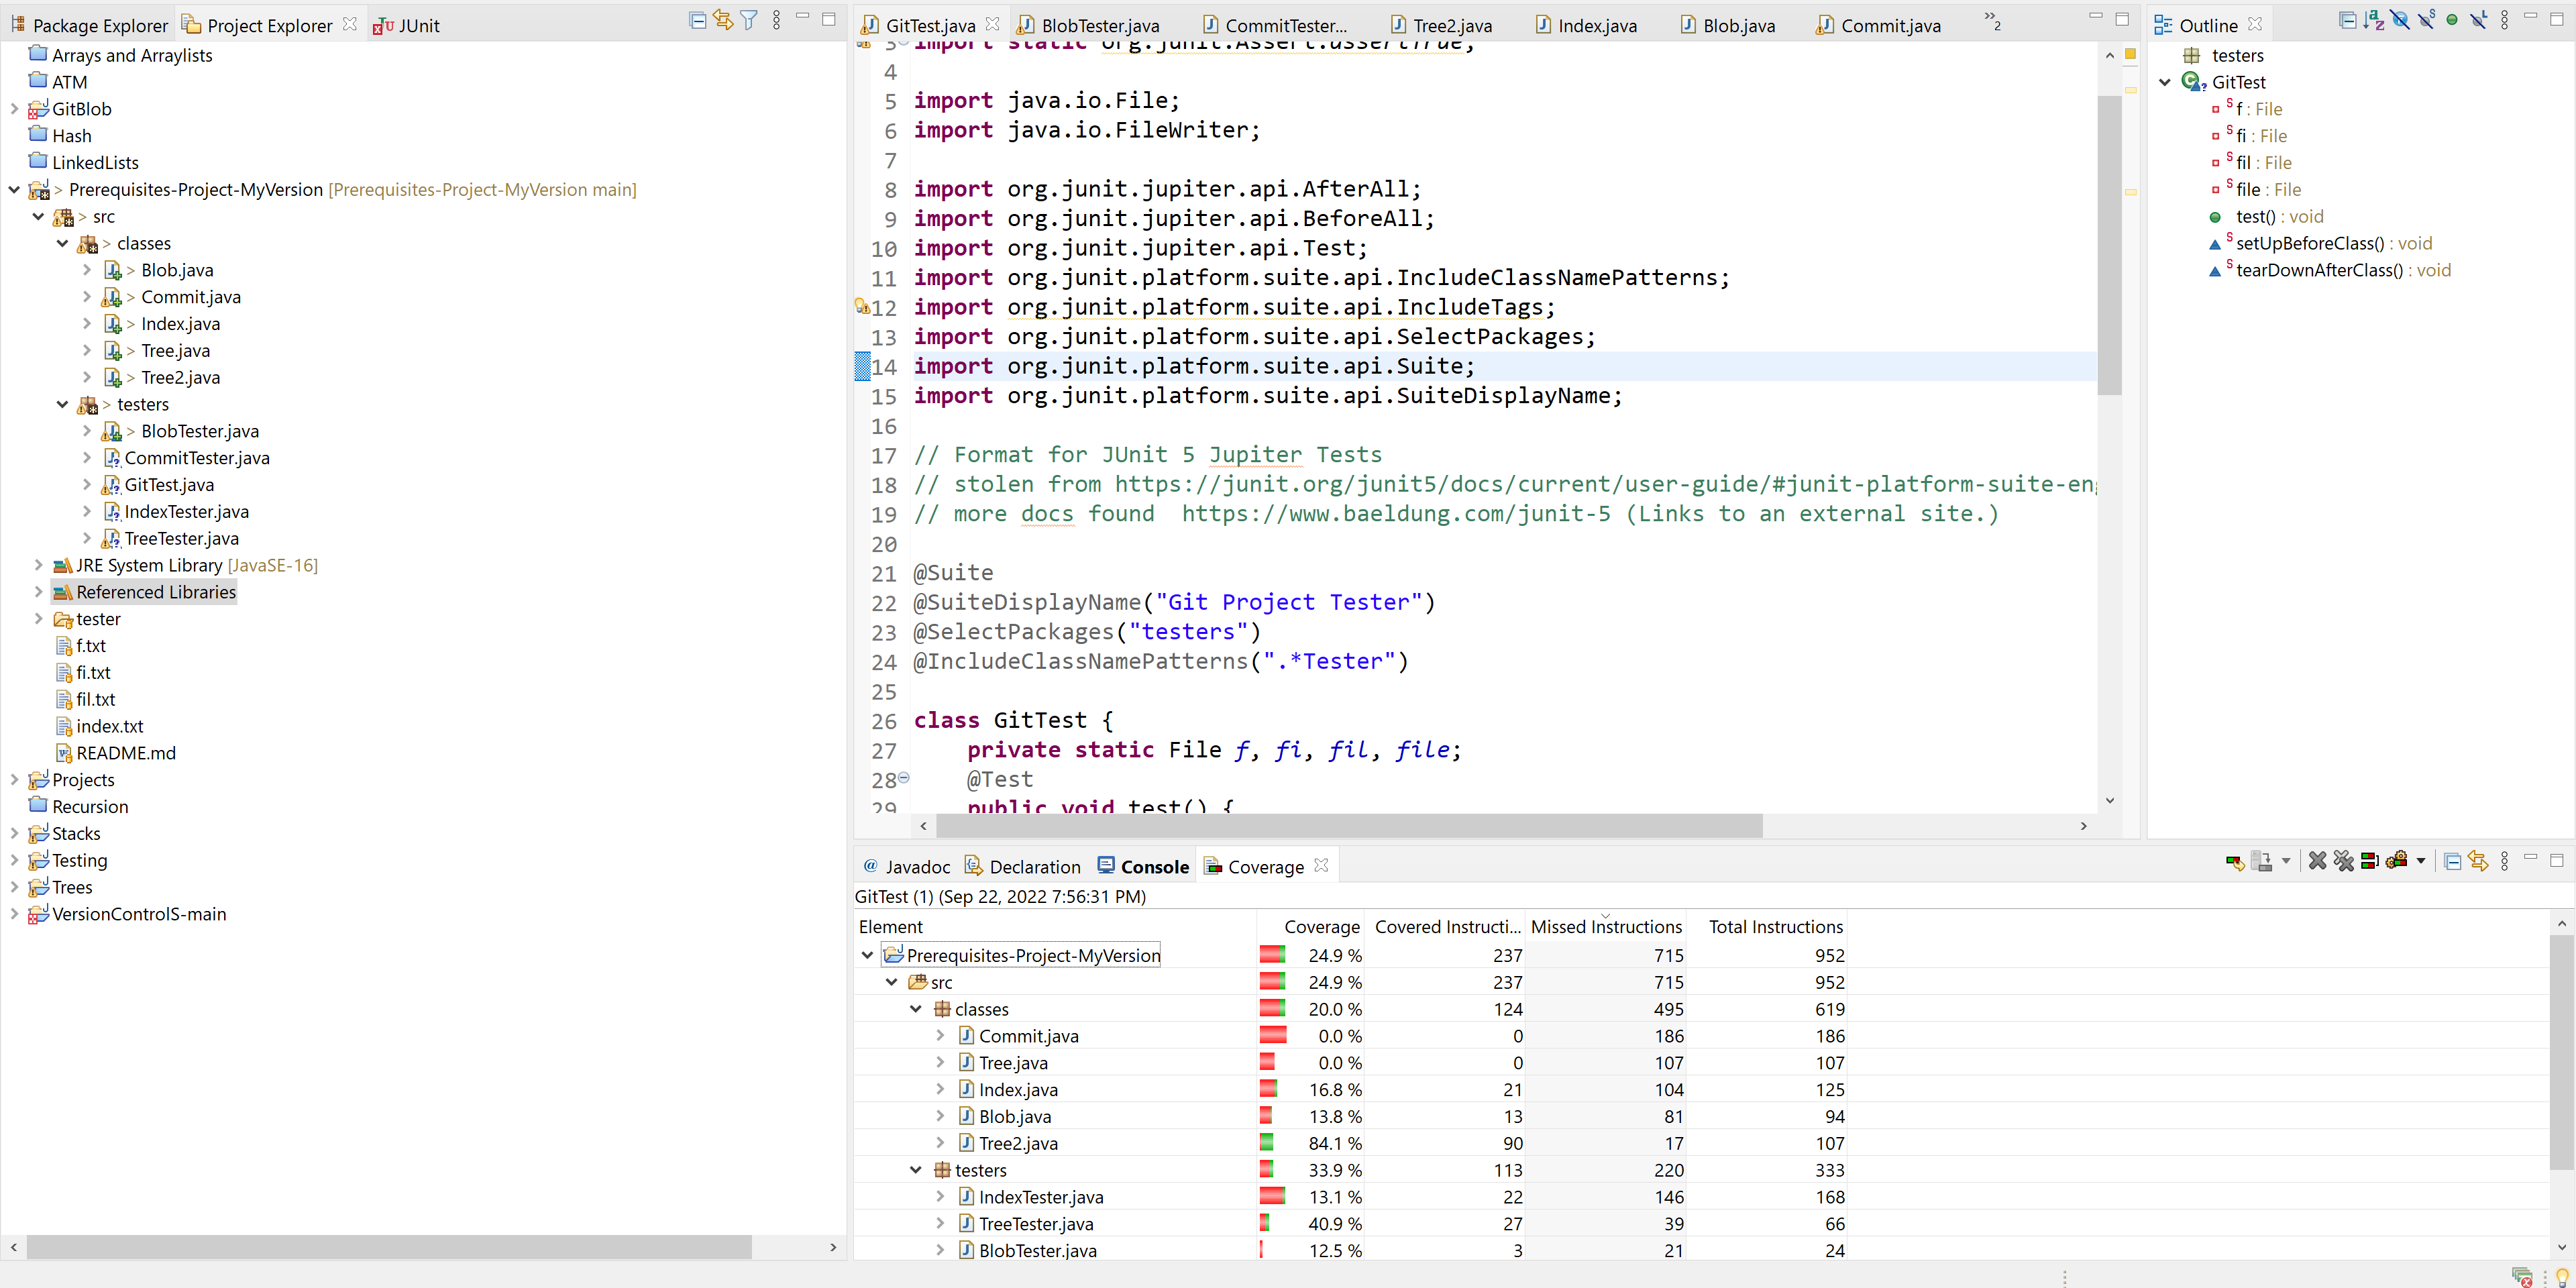 Package Explorer
Project Explorer
JUnit
Arrays and Arraylists
ATM
GitBlob
Hash
LinkedLists
> Prerequisites-Project-MyVersion [Prerequisites-Project-MyVersion main]
> src
> classes
> Blob.java
> Commit.java
> Index.java
> Tree.java
> Tree2.java
> testers
> BlobTester.java
CommitTester.java
GitTest.java
IndexTester.java
TreeTester.java
JRE System Library [JavaSE-16]
Referenced Libraries
tester
f.txt
fi.txt
fil.txt
index.txt
README.md
Projects
Recursion
Stacks
Testing
Trees
VersionControlS-main
GitTest.java
BlobTester.java
CommitTester...
Tree2.java
Index.java
Blob.java
Commit.java
»2
3 import static org.junit.Assert.assertTrue;
4
5 import java.io.File;
6 import java.io.FileWriter;
7
8 import org.junit.jupiter.api.AfterAll;
9 import org.junit.jupiter.api.BeforeAll;
10 import org.junit.jupiter.api.Test;
11 import org.junit.platform.suite.api.IncludeClassNamePatterns;
12 import org.junit.platform.suite.api.IncludeTags;
13 import org.junit.platform.suite.api.SelectPackages;
14 import org.junit.platform.suite.api.Suite;
15 import org.junit.platform.suite.api.SuiteDisplayName;
16
17 // Format for JUnit 5 Jupiter Tests
18 // stolen from https://junit.org/junit5/docs/current/user-guide/#junit-platform-suite-eng
19 // more docs found  https://www.baeldung.com/junit-5 (Links to an external site.)
20
21 @Suite
22 @SuiteDisplayName("Git Project Tester")
23 @SelectPackages("testers")
24 @IncludeClassNamePatterns(".*Tester")
25
26 class GitTest {
27 private static File f, fi, fil, file;
28 @Test
29 public void test() {
Outline
testers
GitTest
f : File
fi : File
fil : File
file : File
test() : void
setUpBeforeClass() : void
tearDownAfterClass() : void
@ Javadoc
Declaration
Console
Coverage
GitTest (1) (Sep 22, 2022 7:56:31 PM)
Element Coverage Covered Instructi... Missed Instructions Total Instructions
Prerequisites-Project-MyVersion 24.9 % 237 715 952
src 24.9 % 237 715 952
classes 20.0 % 124 495 619
Commit.java 0.0 % 0 186 186
Tree.java 0.0 % 0 107 107
Index.java 16.8 % 21 104 125
Blob.java 13.8 % 13 81 94
Tree2.java 84.1 % 90 17 107
testers 33.9 % 113 220 333
IndexTester.java 13.1 % 22 146 168
TreeTester.java 40.9 % 27 39 66
BlobTester.java 12.5 % 3 21 24